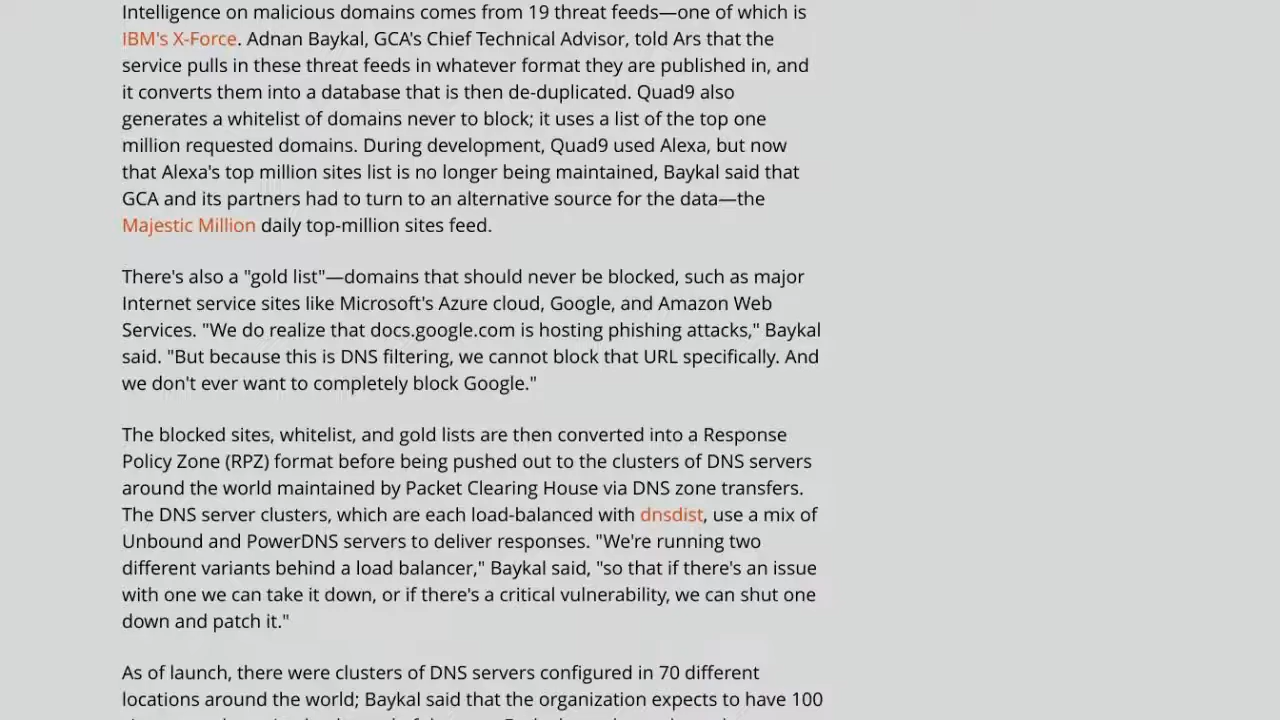 Intelligence on malicious domains comes from 19 threat feeds—one of which is
IBM's X-Force. Adnan Baykal, GCA's Chief Technical Advisor, told Ars that the
service pulls in these threat feeds in whatever format they are published in, and
it converts them into a database that is then de-duplicated. Quad9 also
generates a whitelist of domains never to block; it uses a list of the top one
million requested domains. During development, Quad9 used Alexa, but now
that Alexa's top million sites list is no longer being maintained, Baykal said that
GCA and its partners had to turn to an alternative source for the data—the
Majestic Million daily top-million sites feed.
There's also a "gold list"—domains that should never be blocked, such as major
Internet service sites like Microsoft's Azure cloud, Google, and Amazon Web
Services. "We do realize that docs.google.com is hosting phishing attacks," Baykal
said. "But because this is DNS filtering, we cannot block that URL specifically. And
we don't ever want to completely block Google."
The blocked sites, whitelist, and gold lists are then converted into a Response
Policy Zone (RPZ) format before being pushed out to the clusters of DNS servers
around the world maintained by Packet Clearing House via DNS zone transfers.
The DNS server clusters, which are each load-balanced with dnsdist, use a mix of
Unbound and PowerDNS servers to deliver responses. "We're running two
different variants behind a load balancer," Baykal said, "so that if there's an issue
with one we can take it down, or if there's a critical vulnerability, we can shut one
down and patch it."
As of launch, there were clusters of DNS servers configured in 70 different
locations around the world; Baykal said that the organization expects to have 100